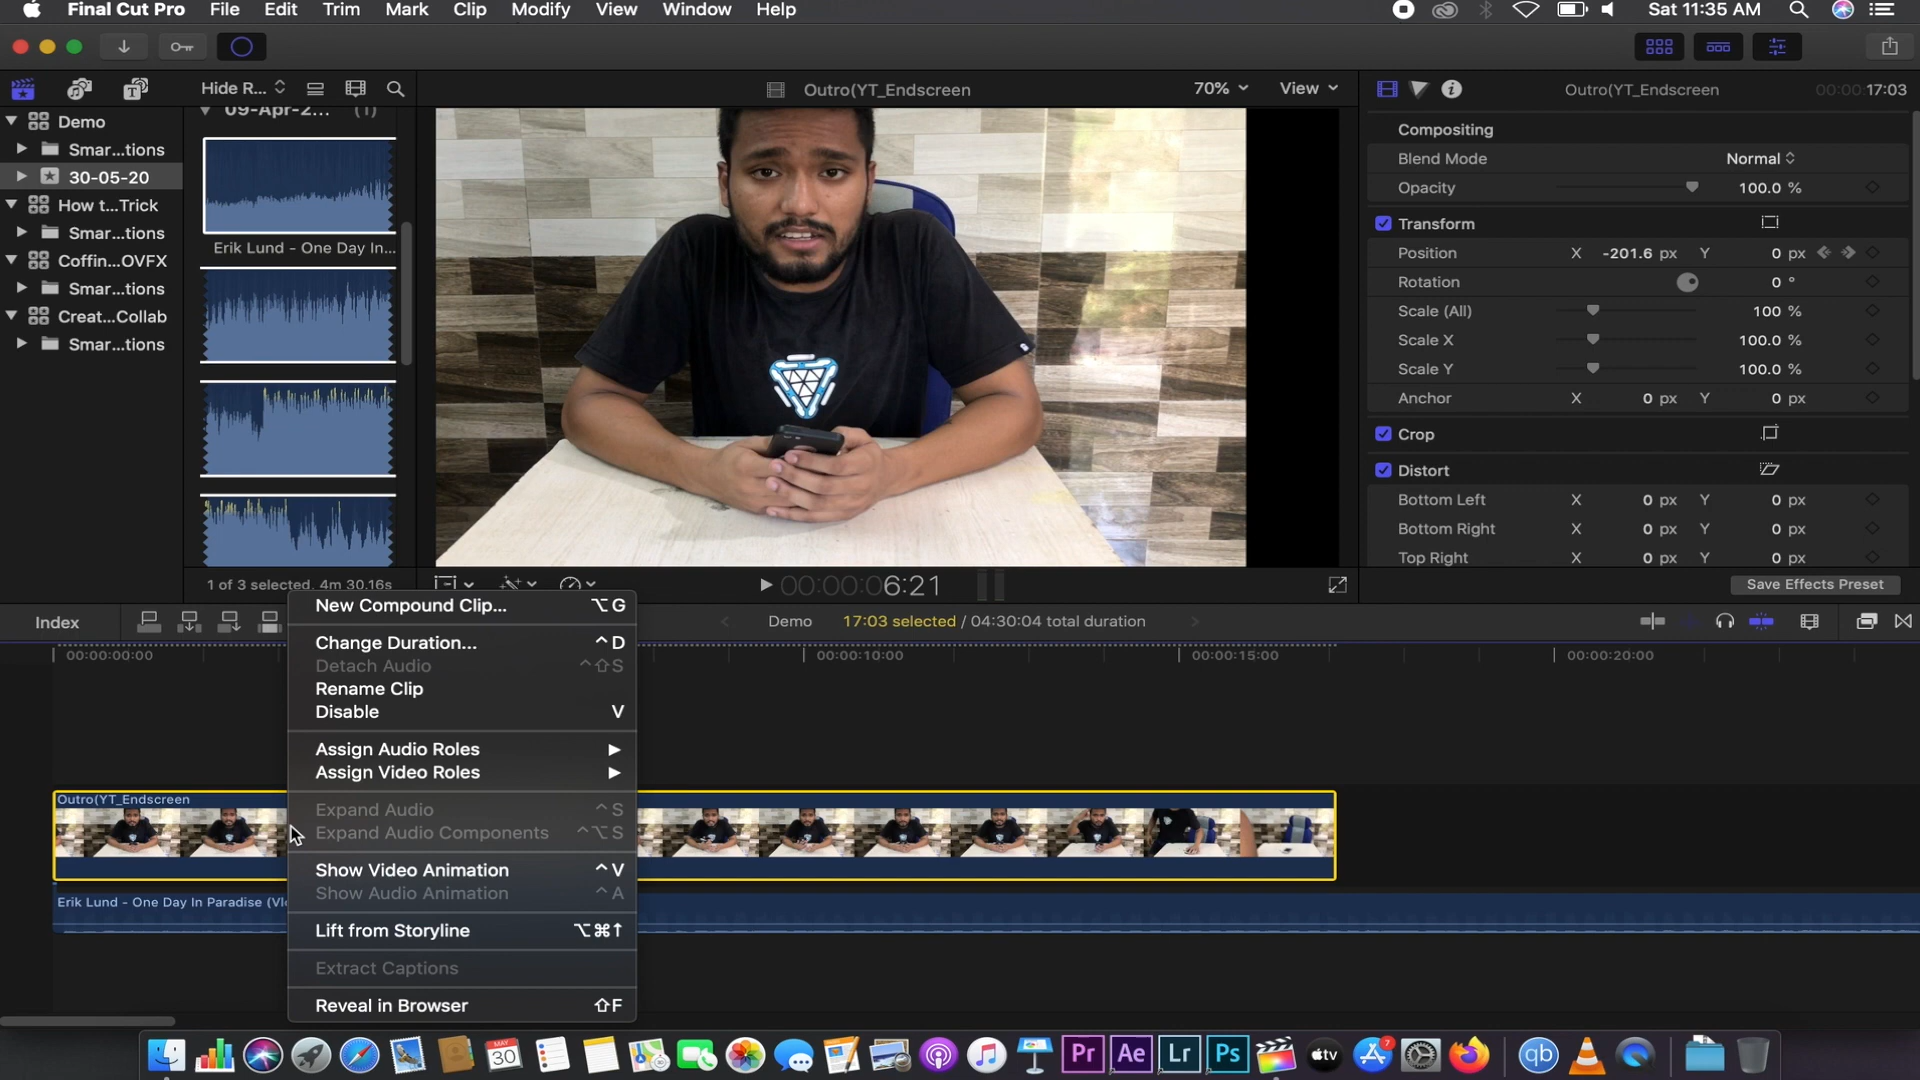 Final Cut Pro File Edit Trim Mark Clip Modify View Window Help Sat 11:35 AM
Hide R... Outro(YT_Endscreen 70% View Outro(YT_Endscreen 00:00:17:03
09-Apr-2... (1)
Demo
Smar...tions
30-05-20
How t...Trick
Smar...tions
Coffin...OVFX
Smar...tions
Creat...Collab
Smar...tions
Erik Lund - One Day In...
1 of 3 selected, 4m 30.16s
00:00:06:21
Compositing
Blend Mode Normal
Opacity 100.0 %
Transform
Position X -201.6 px Y 0 px
Rotation 0 °
Scale (All) 100 %
Scale X 100.0 %
Scale Y 100.0 %
Anchor X 0 px Y 0 px
Crop
Distort
Bottom Left X 0 px Y 0 px
Bottom Right X 0 px Y 0 px
Top Right X 0 px Y 0 px
Save Effects Preset
Index Demo 17:03 selected / 04:30:04 total duration
00:00:00:00 00:00:10:00 00:00:15:00 00:00:20:00
New Compound Clip... ⌥G
Change Duration... ^D
Detach Audio ^⇧S
Rename Clip
Disable V
Assign Audio Roles ▶
Assign Video Roles ▶
Expand Audio ^S
Expand Audio Components ^⌥S
Show Video Animation ^V
Show Audio Animation ^A
Lift from Storyline ⌥⌘↑
Extract Captions
Reveal in Browser ⇧F
Outro(YT_Endscreen
Erik Lund - One Day In Paradise (Vl
MAY
30
Pr Ae Lr Ps tv 7 qb